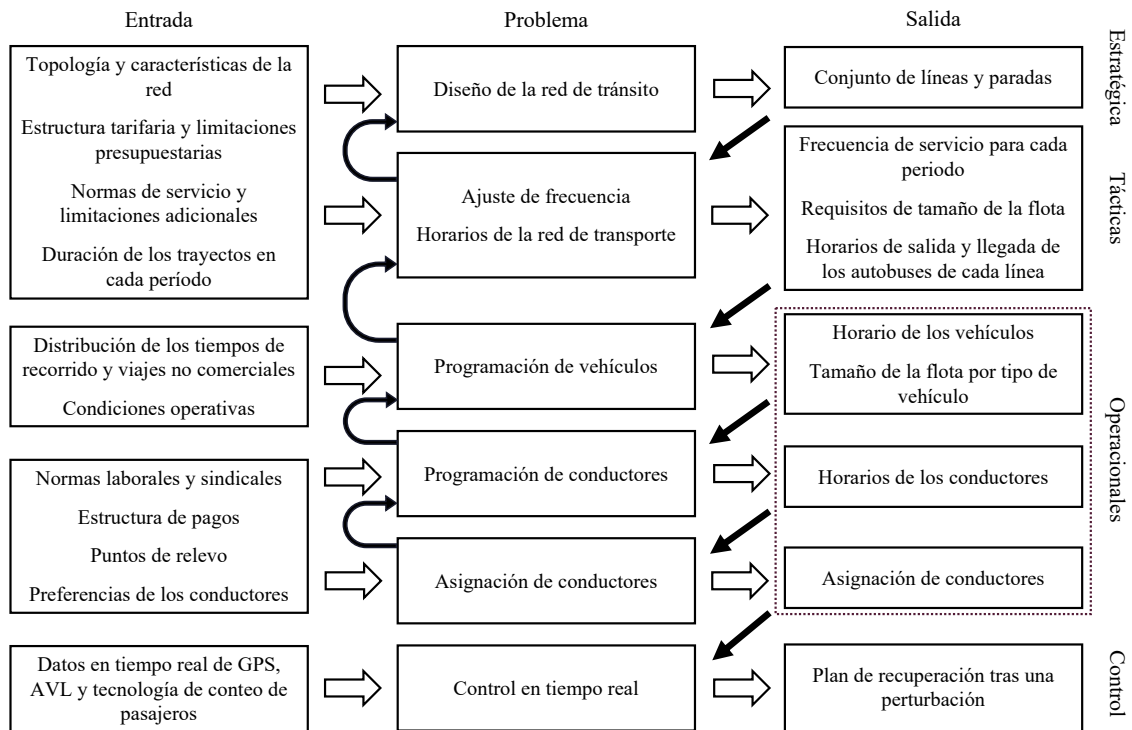 Entrada
Problema
Salida
Topología y características de la
red
Estructura tarifaria y limitaciones
presupuestarias
Normas de servicio y
limitaciones adicionales
Duración de los trayectos en
cada período
Diseño de la red de tránsito
Conjunto de líneas y paradas
Estratégica
Ajuste de frecuencia
Horarios de la red de transporte
Frecuencia de servicio para cada
periodo
Requisitos de tamaño de la flota
Horarios de salida y llegada de
los autobuses de cada línea
Tácticas
Distribución de los tiempos de
recorrido y viajes no comerciales
Condiciones operativas
Programación de vehículos
Horario de los vehículos
Tamaño de la flota por tipo de
vehículo
Operacionales
Normas laborales y sindicales
Estructura de pagos
Puntos de relevo
Preferencias de los conductores
Programación de conductores
Horarios de los conductores
Asignación de conductores
Asignación de conductores
Datos en tiempo real de GPS,
AVL y tecnología de conteo de
pasajeros
Control en tiempo real
Plan de recuperación tras una
perturbación
Control